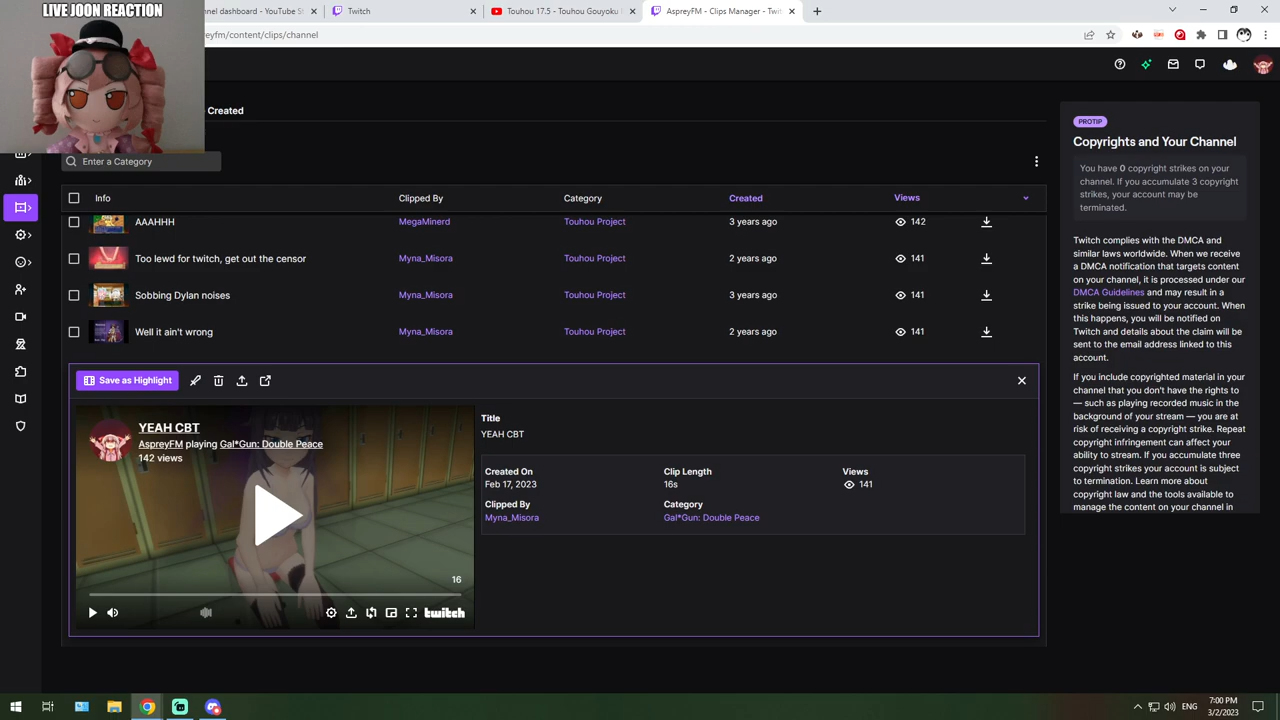 LIVE JOON REACTION
nnel dashboard - YouTube St
Twitch
Touhou 17.5 - Touhou Gouyoku I
AspreyFM - Clips Manager - Twit
spreyfm/content/clips/channel
Created
Enter a Category
Info
Clipped By
Category
Created
Views
AAAHHH
MegaMinerd
Touhou Project
3 years ago
142
Too lewd for twitch, get out the censor
Myna_Misora
Touhou Project
2 years ago
141
Sobbing Dylan noises
Myna_Misora
Touhou Project
3 years ago
141
Well it ain't wrong
Myna_Misora
Touhou Project
2 years ago
141
Save as Highlight
YEAH CBT
AspreyFM playing Gal*Gun: Double Peace
142 views
16
twitch
Title
YEAH CBT
Created On
Feb 17, 2023
Clip Length
16s
Views
141
Clipped By
Myna_Misora
Category
Gal*Gun: Double Peace
PROTIP
Copyrights and Your Channel
You have 0 copyright strikes on your
channel. If you accumulate 3 copyright
strikes, your account may be
terminated.
Twitch complies with the DMCA and
similar laws worldwide. When we receive
a DMCA notification that targets content
on your channel, it is processed under our
DMCA Guidelines and may result in a
strike being issued to your account. When
this happens, you will be notified on
Twitch and details about the claim will be
sent to the email address linked to this
account.
If you include copyrighted material in your
channel that you don't have the rights to
— such as playing recorded music in the
background of your stream — you are at
risk of receiving a copyright strike. Repeat
copyright infringement can affect your
ability to stream. If you accumulate three
copyright strikes your account is subject
to termination. Learn more about
copyright law and the tools available to
manage the content on your channel in
ENG
7:00 PM
3/2/2023